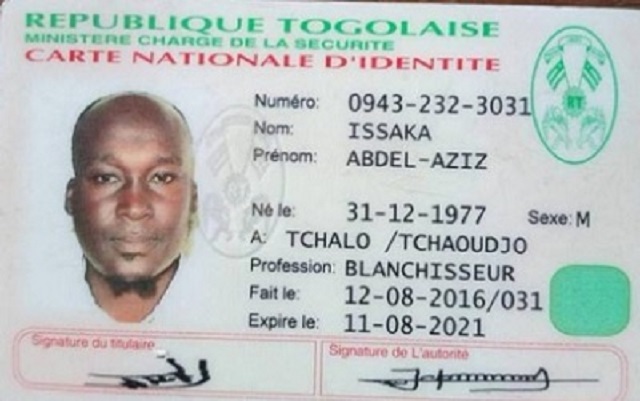 REPUBLIQUE TOGOLAISE
MINISTERE CHARGE DE LA SECURITE
CARTE NATIONALE D'IDENTITE
Numéro: 0943-232-3031
Nom: ISSAKA
Prénom: ABDEL-AZIZ
Né le: 31-12-1977 Sexe: M
A: TCHALO /TCHAOUDJO
Profession: BLANCHISSEUR
Fait le: 12-08-2016/031
Expire le: 11-08-2021
Signature du titulaire
Signature de L'autorité
RT